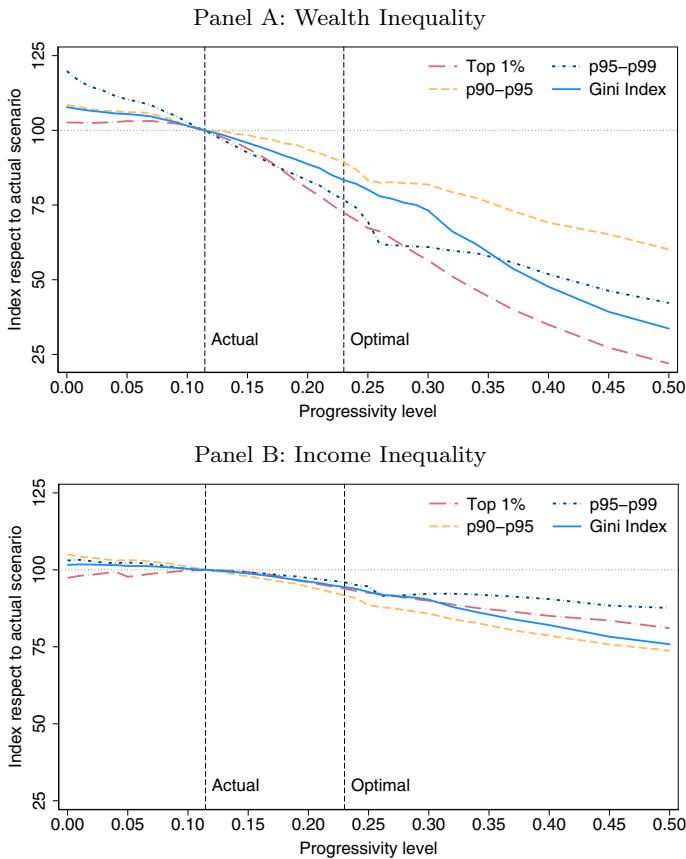 Panel A: Wealth Inequality
Index respect to actual scenario
125
100
75
50
25
Top 1%
p95−p99
p90−p95
Gini Index
Actual
Optimal
0.00 0.05 0.10 0.15 0.20 0.25 0.30 0.35 0.40 0.45 0.50
Progressivity level
Panel B: Income Inequality
Index respect to actual scenario
125
100
75
50
25
Top 1%
p95−p99
p90−p95
Gini Index
Actual
Optimal
0.00 0.05 0.10 0.15 0.20 0.25 0.30 0.35 0.40 0.45 0.50
Progressivity level